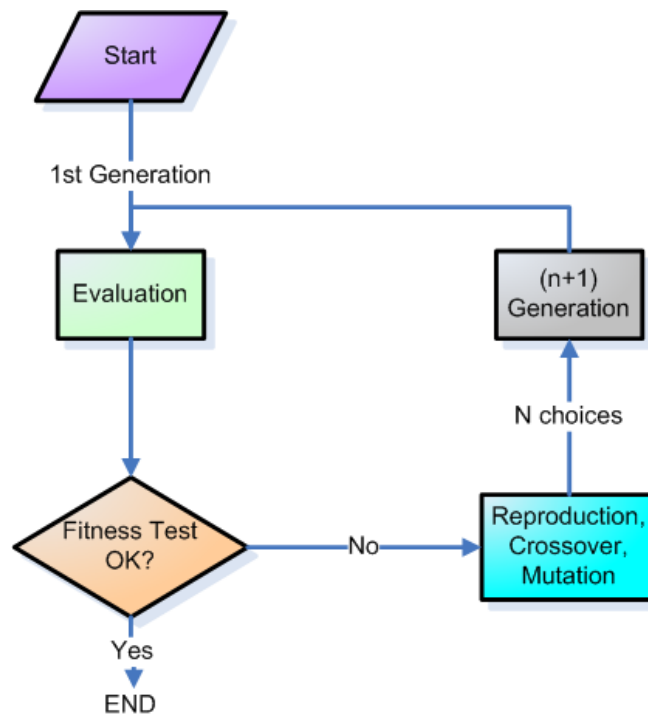 Start
1st Generation
Evaluation
(n+1)
Generation
N choices
Fitness Test
OK?
No
Reproduction,
Crossover,
Mutation
Yes
END